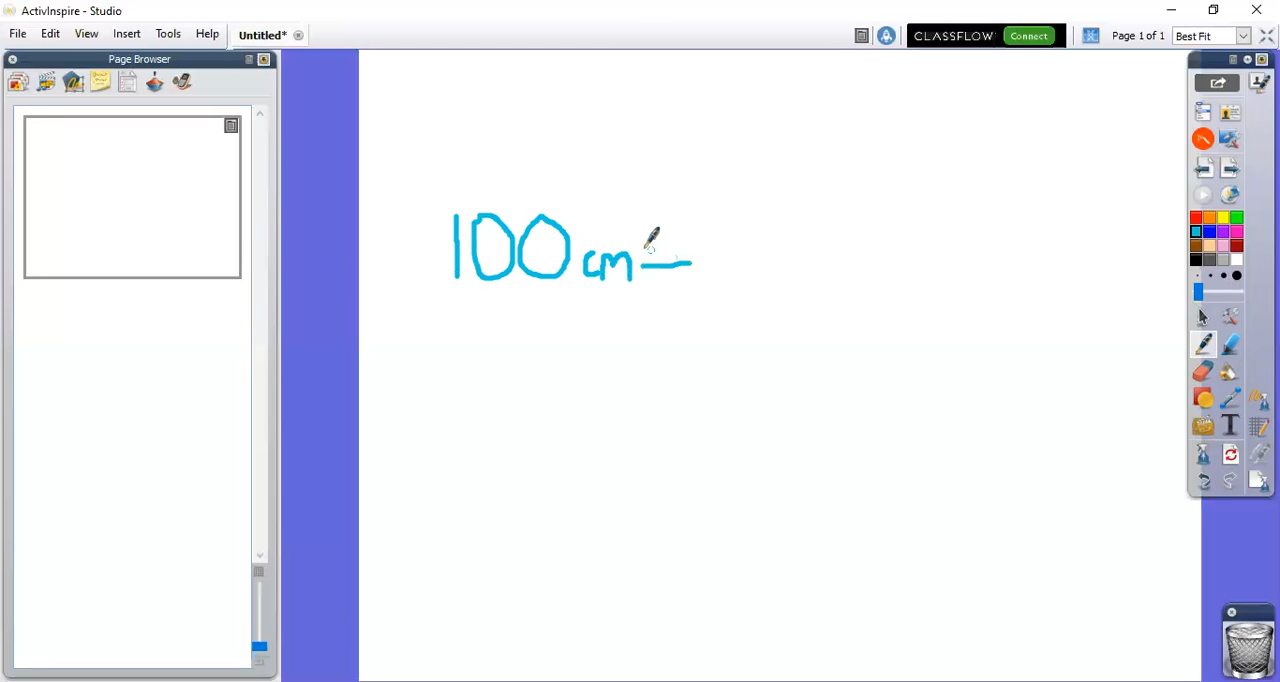 ActivInspire - Studio
File Edit View Insert Tools Help Untitled* CLASSFLOW Connect Page 1 of 1 Best Fit
Page Browser
100 cm